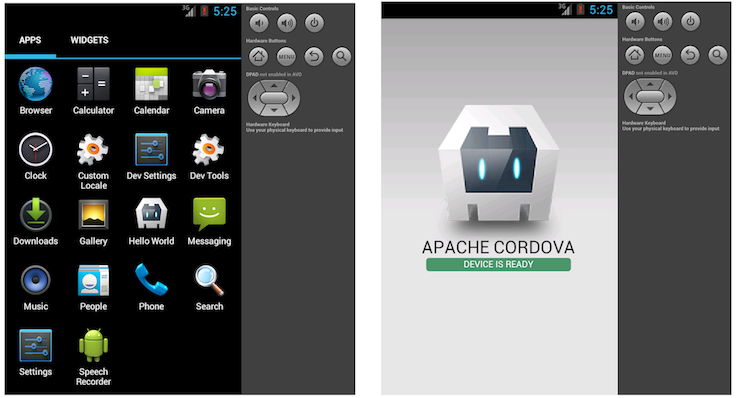 3G 5:25
APPS WIDGETS
Browser Calculator Calendar Camera
Clock Custom Locale Dev Settings Dev Tools
Downloads Gallery Hello World Messaging
Music People Phone Search
Settings Speech Recorder
Basic Controls
Hardware Buttons
MENU
DPAD not enabled in AVD
Hardware Keyboard
Use your physical keyboard to provide input
3G 5:25
APACHE CORDOVA
DEVICE IS READY
Basic Controls
Hardware Buttons
MENU
DPAD not enabled in AVD
Hardware Keyboard
Use your physical keyboard to provide input